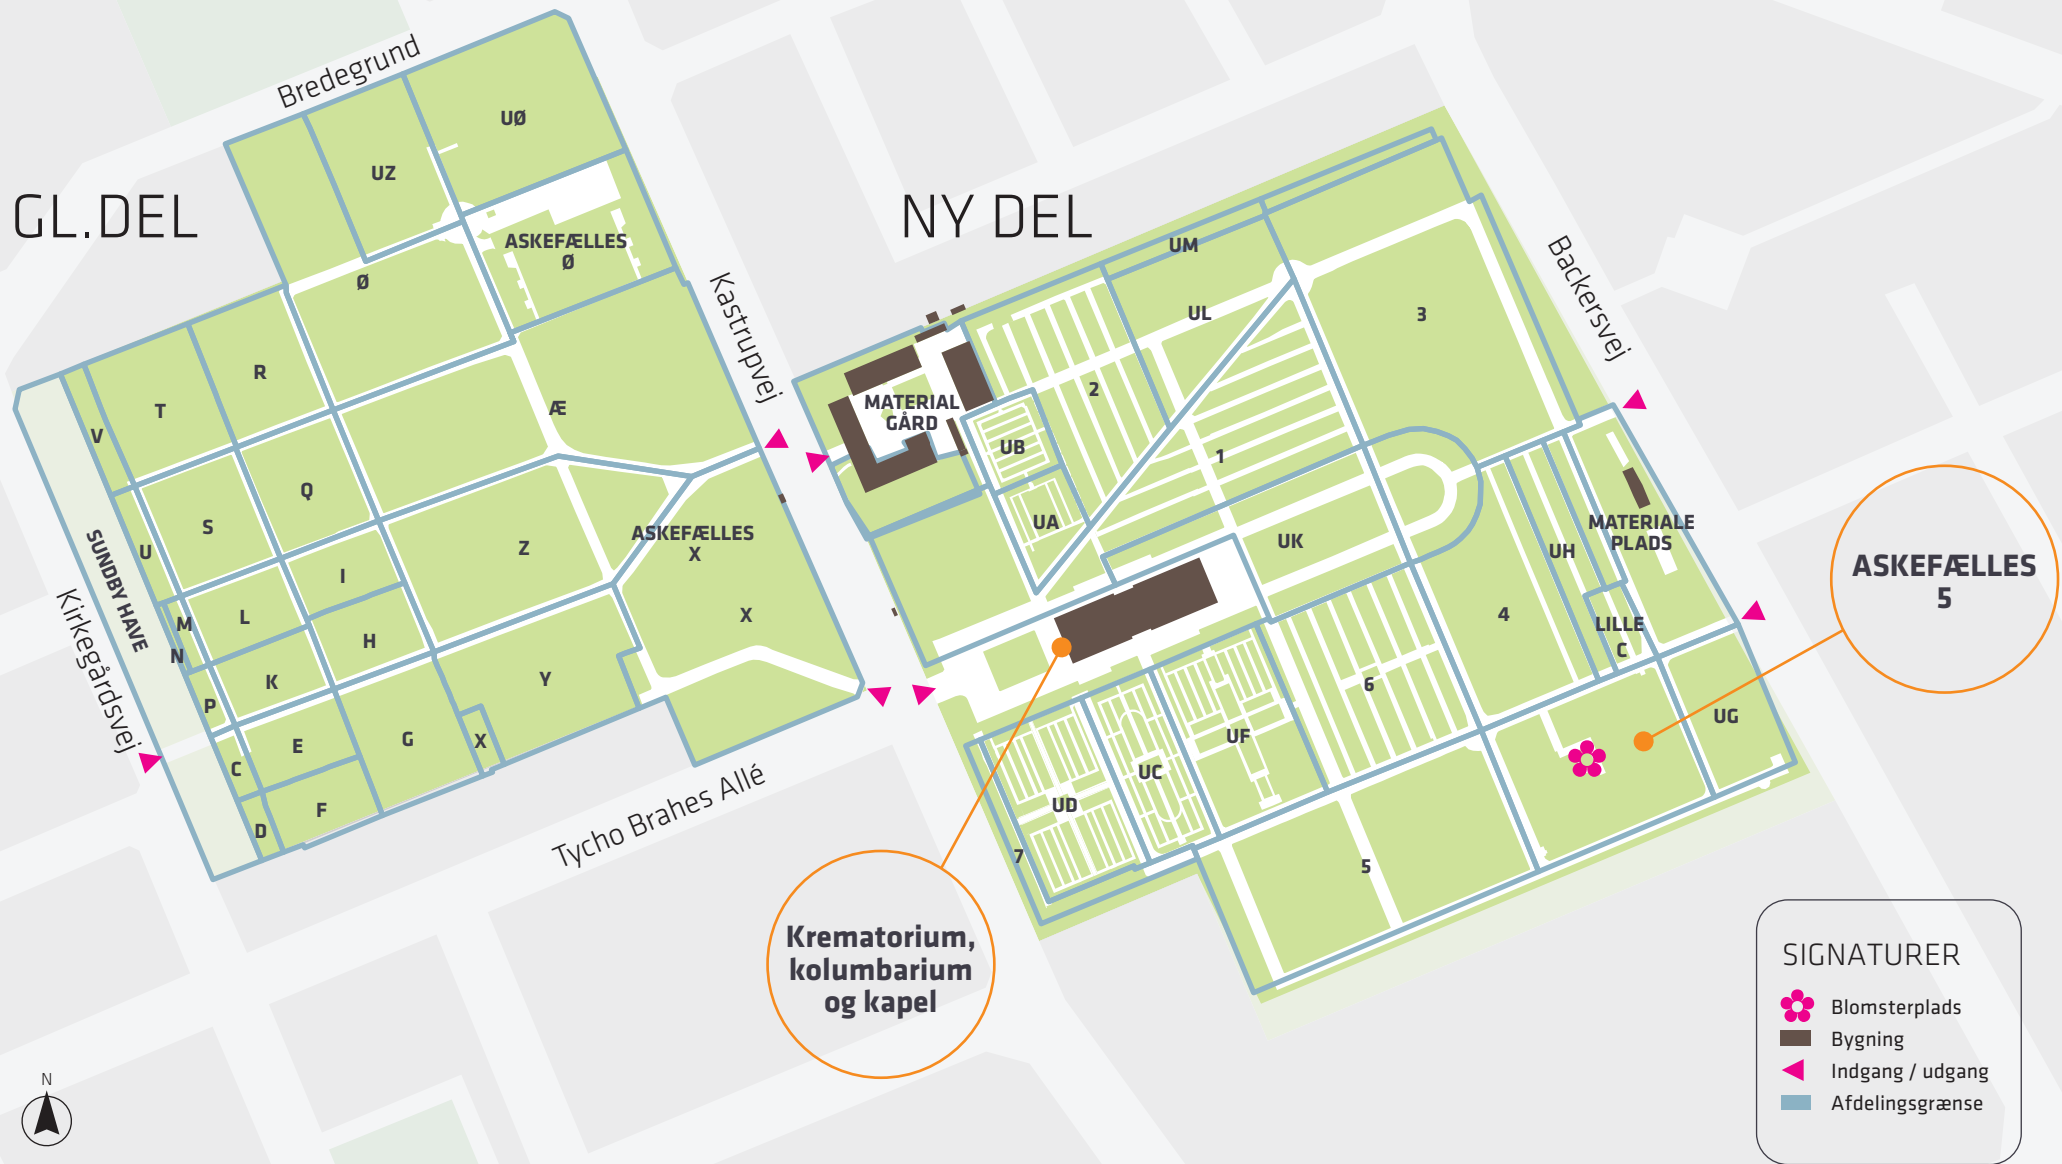 Bredegrund
GL.DEL
UØ
UZ
ASKEFÆLLES
Ø
Ø
R
T
V
Æ
Q
S
U
Z
ASKEFÆLLES
X
I
L
H
M
N
K
P
X
Y
X
G
E
C
F
D
SUNDBY HAVE
Kirkegårdsvej
Kastrupvej
Tycho Brahes Allé
NY DEL
UM
UL
3
2
1
MATERIAL
GÅRD
UB
UA
UK
Backersvej
MATERIALE
PLADS
UH
4
LILLE
C
6
UG
UF
UC
UD
7
5
ASKEFÆLLES
5
Krematorium,
kolumbarium
og kapel
SIGNATURER
Blomsterplads
Bygning
Indgang / udgang
Afdelingsgrænse
N